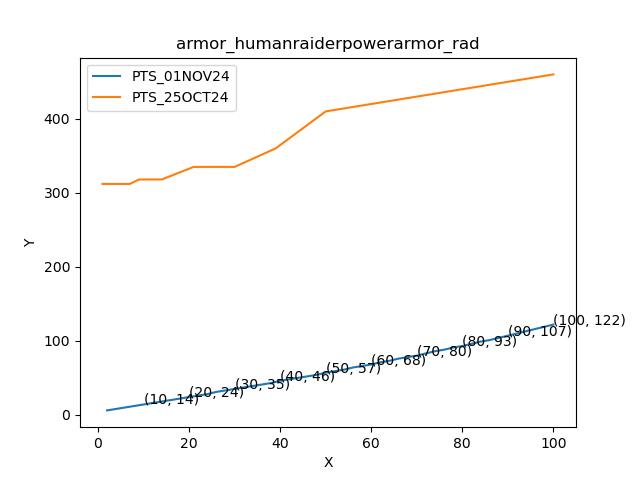 armor_humanraiderpowerarmor_rad
PTS_01NOV24
PTS_25OCT24
400
300
200
100
0
Y
(100, 122)
(90, 107)
(80, 93)
(70, 80)
(60, 68)
(50, 57)
(40, 46)
(30, 35)
(20, 24)
(10, 14)
0 20 40 60 80 100
X